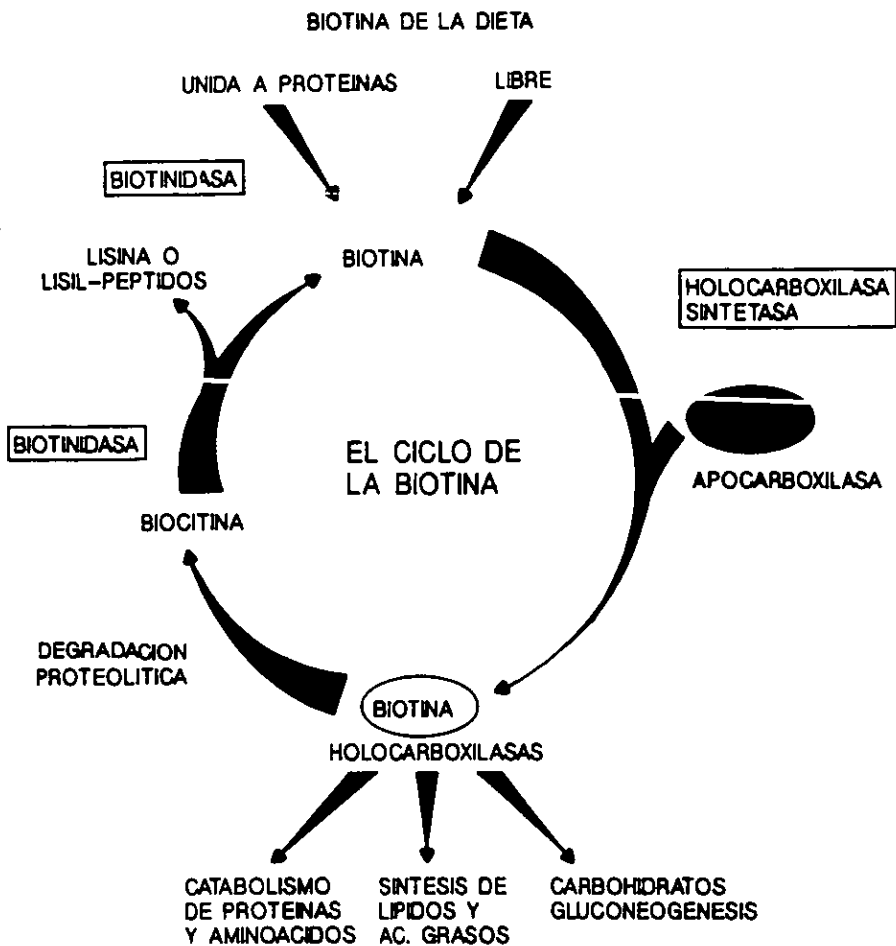 BIOTINA DE LA DIETA
UNIDA A PROTEINAS
LIBRE
BIOTINIDASA
LISINA O
LISIL-PEPTIDOS
BIOTINA
HOLOCARBOXILASA
SINTETASA
BIOTINIDASA
EL CICLO DE
LA BIOTINA
APOCARBOXILASA
BIOCITINA
DEGRADACION
PROTEOLITICA
BIOTINA
HOLOCARBOXILASAS
CATABOLISMO
DE PROTEINAS
Y AMINOACIDOS
SINTESIS DE
LIPIDOS Y
AC. GRASOS
CARBOHIDRATOS
GLUCONEOGENESIS